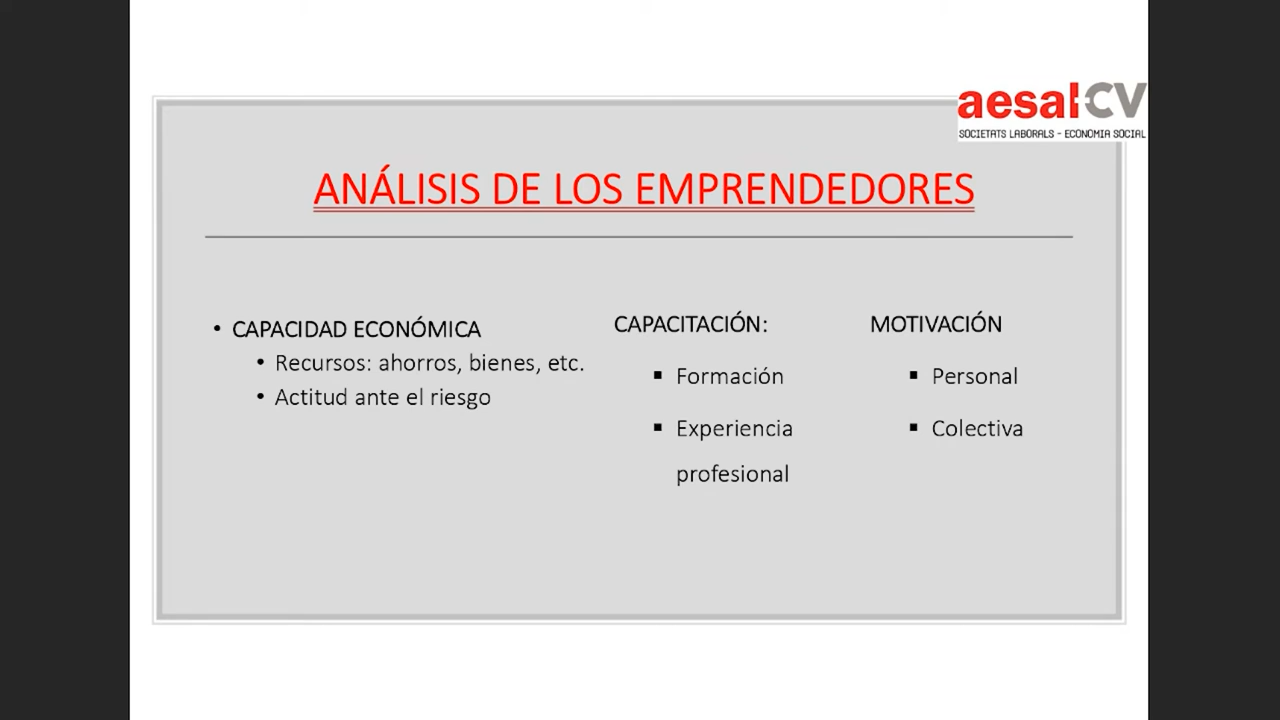 aesal-CV
SOCIETATS LABORALS - ECONOMIA SOCIAL
ANÁLISIS DE LOS EMPRENDEDORES
• CAPACIDAD ECONÓMICA
• Recursos: ahorros, bienes, etc.
• Actitud ante el riesgo
CAPACITACIÓN:
▪ Formación
▪ Experiencia
profesional
MOTIVACIÓN
▪ Personal
▪ Colectiva